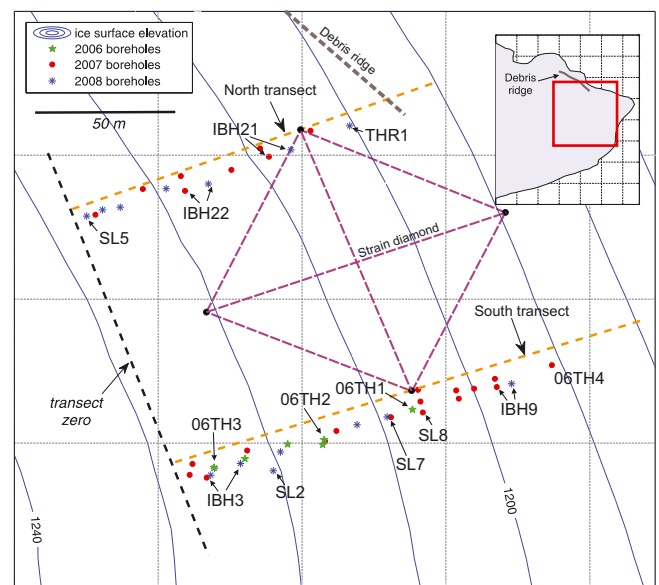 ice surface elevation
2006 boreholes
2007 boreholes
2008 boreholes
50 m
Debris
ridge
Debris ridge
North transect
IBH21
THR1
IBH22
SL5
Strain diamond
South transect
transect
zero
06TH1
06TH4
06TH2
IBH9
06TH3
SL8
SL7
IBH3
SL2
1240
1200